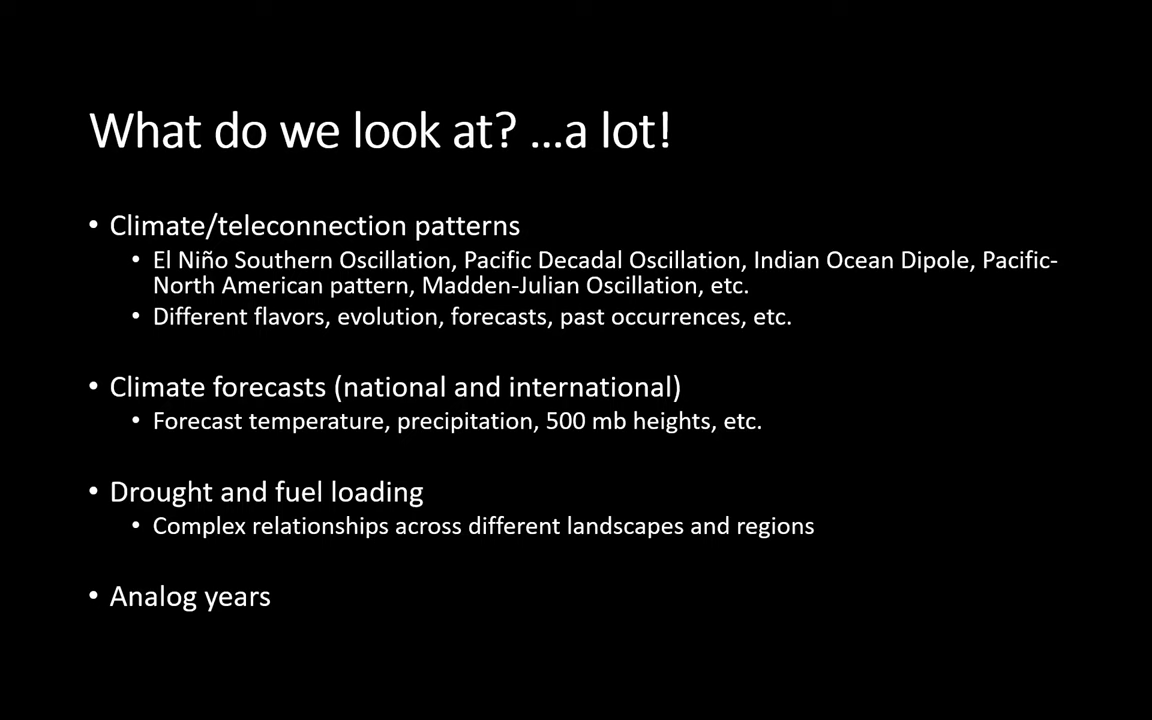 What do we look at? ...a lot!
• Climate/teleconnection patterns
• El Niño Southern Oscillation, Pacific Decadal Oscillation, Indian Ocean Dipole, Pacific-
North American pattern, Madden-Julian Oscillation, etc.
• Different flavors, evolution, forecasts, past occurrences, etc.
• Climate forecasts (national and international)
• Forecast temperature, precipitation, 500 mb heights, etc.
• Drought and fuel loading
• Complex relationships across different landscapes and regions
• Analog years